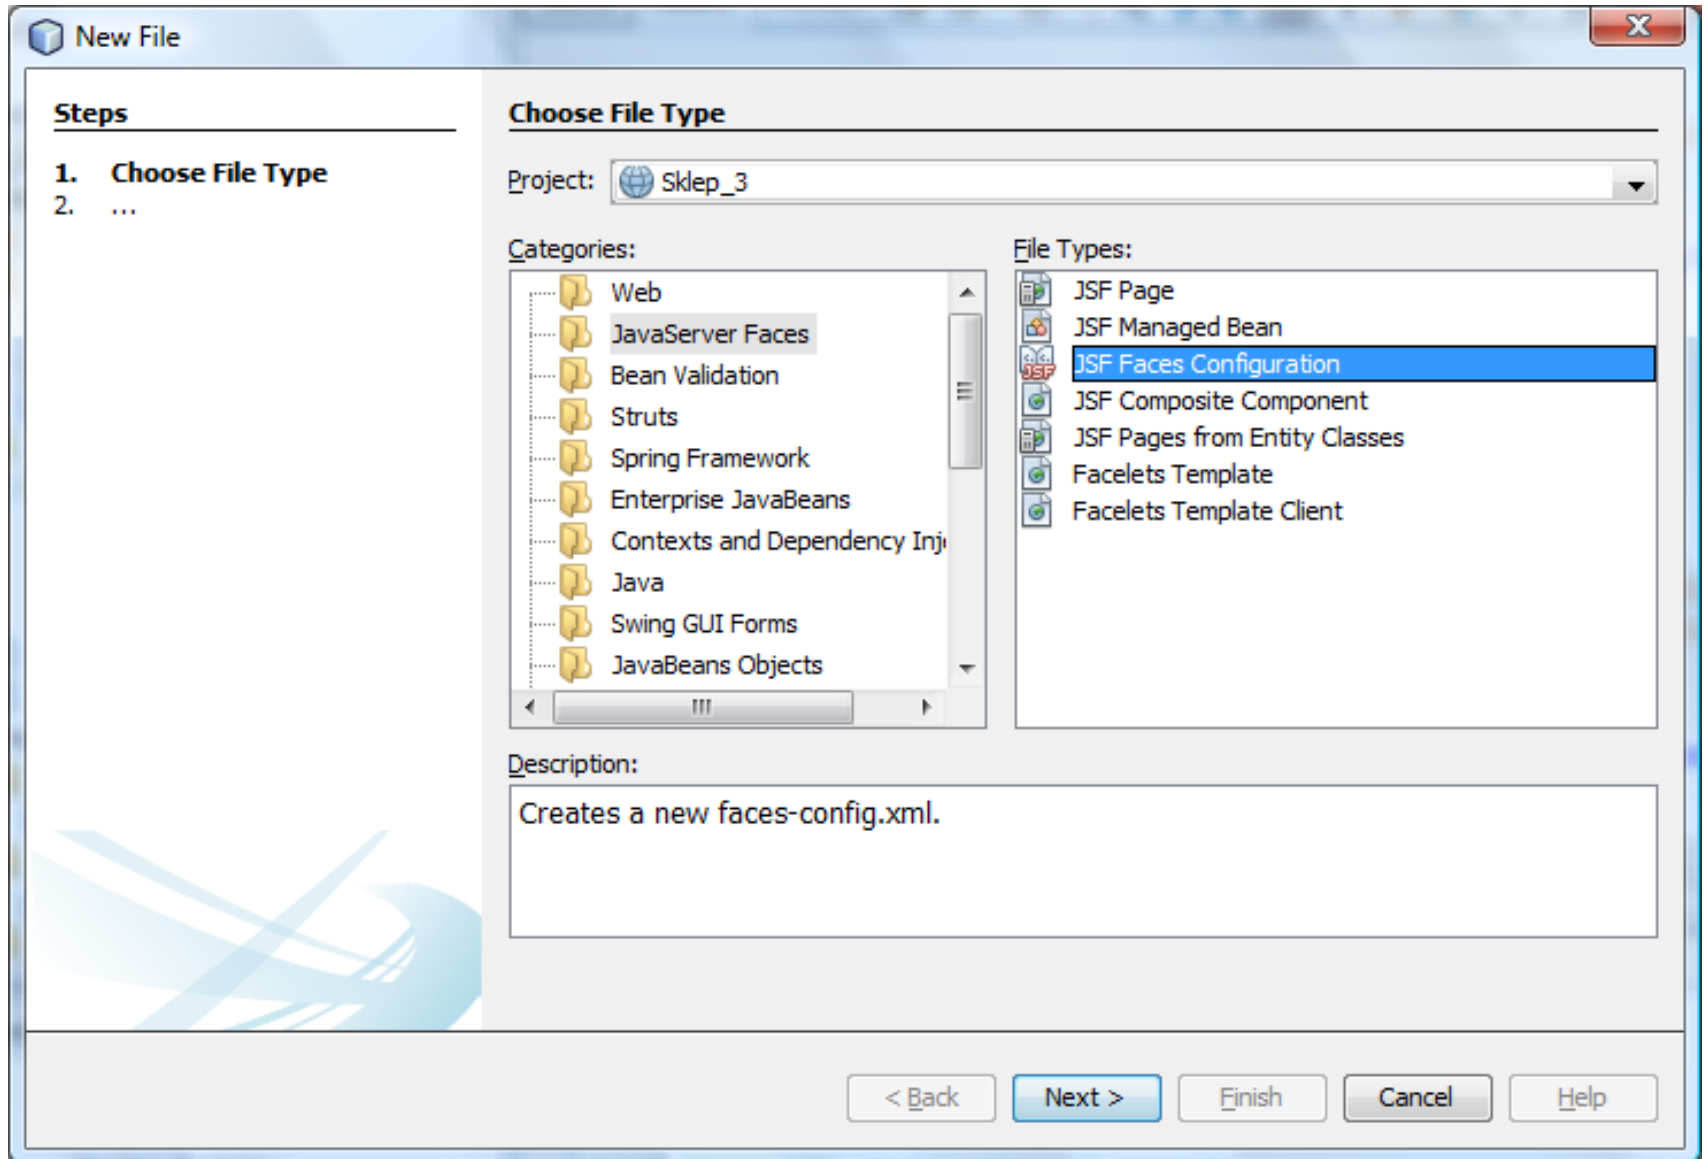 New File
Steps
1. Choose File Type
2. ...
Choose File Type
Project: Sklep_3
Categories:
Web
JavaServer Faces
Bean Validation
Struts
Spring Framework
Enterprise JavaBeans
Contexts and Dependency Inj
Java
Swing GUI Forms
JavaBeans Objects
File Types:
JSF Page
JSF Managed Bean
JSF Faces Configuration
JSF Composite Component
JSF Pages from Entity Classes
Facelets Template
Facelets Template Client
Description:
Creates a new faces-config.xml.
< Back Next > Finish Cancel Help